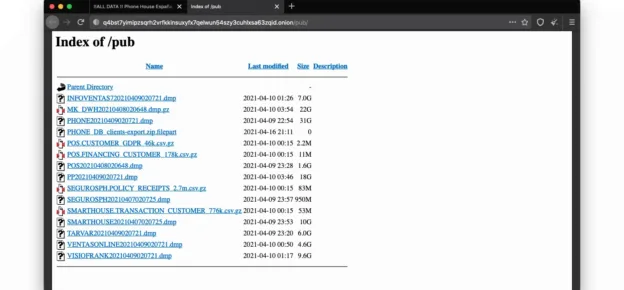 !!ALL DATA !! Phone House España
Index of /pub
q4bst7yimipzsqrh2vrfkkinsuxyfx7qelwun54szy3cuhlxsa63zqid.onion/pub/
Index of /pub
Name Last modified Size Description
Parent Directory -
INFOVENTAS720210409020721.dmp 2021-04-10 01:26 7.0G
MK_DWH20210408020648.dmp.gz 2021-04-10 03:54 22G
PHONE20210409020721.dmp 2021-04-09 22:54 31G
PHONE_DB_clients-export.zip.filepart 2021-04-16 21:11 0
POS.CUSTOMER_GDPR_46k.csv.gz 2021-04-10 00:15 2.2M
POS.FINANCING_CUSTOMER_178k.csv.gz 2021-04-10 00:15 11M
POS20210408020648.dmp 2021-04-09 23:28 1.6G
PP20210409020721.dmp 2021-04-10 03:46 18G
SEGUROSPH.POLICY_RECEIPTS_2.7m.csv.gz 2021-04-10 00:15 83M
SEGUROSPH20210407020725.dmp 2021-04-09 23:57 950M
SMARTHOUSE.TRANSACTION_CUSTOMER_776k.csv.gz 2021-04-10 00:15 53M
SMARTHOUSE20210407020725.dmp 2021-04-09 23:53 10G
TARVAR20210409020721.dmp 2021-04-09 23:20 6.0G
VENTASONLINE20210409020721.dmp 2021-04-10 00:50 4.6G
VISIOFRANK20210409020721.dmp 2021-04-10 01:17 9.6G